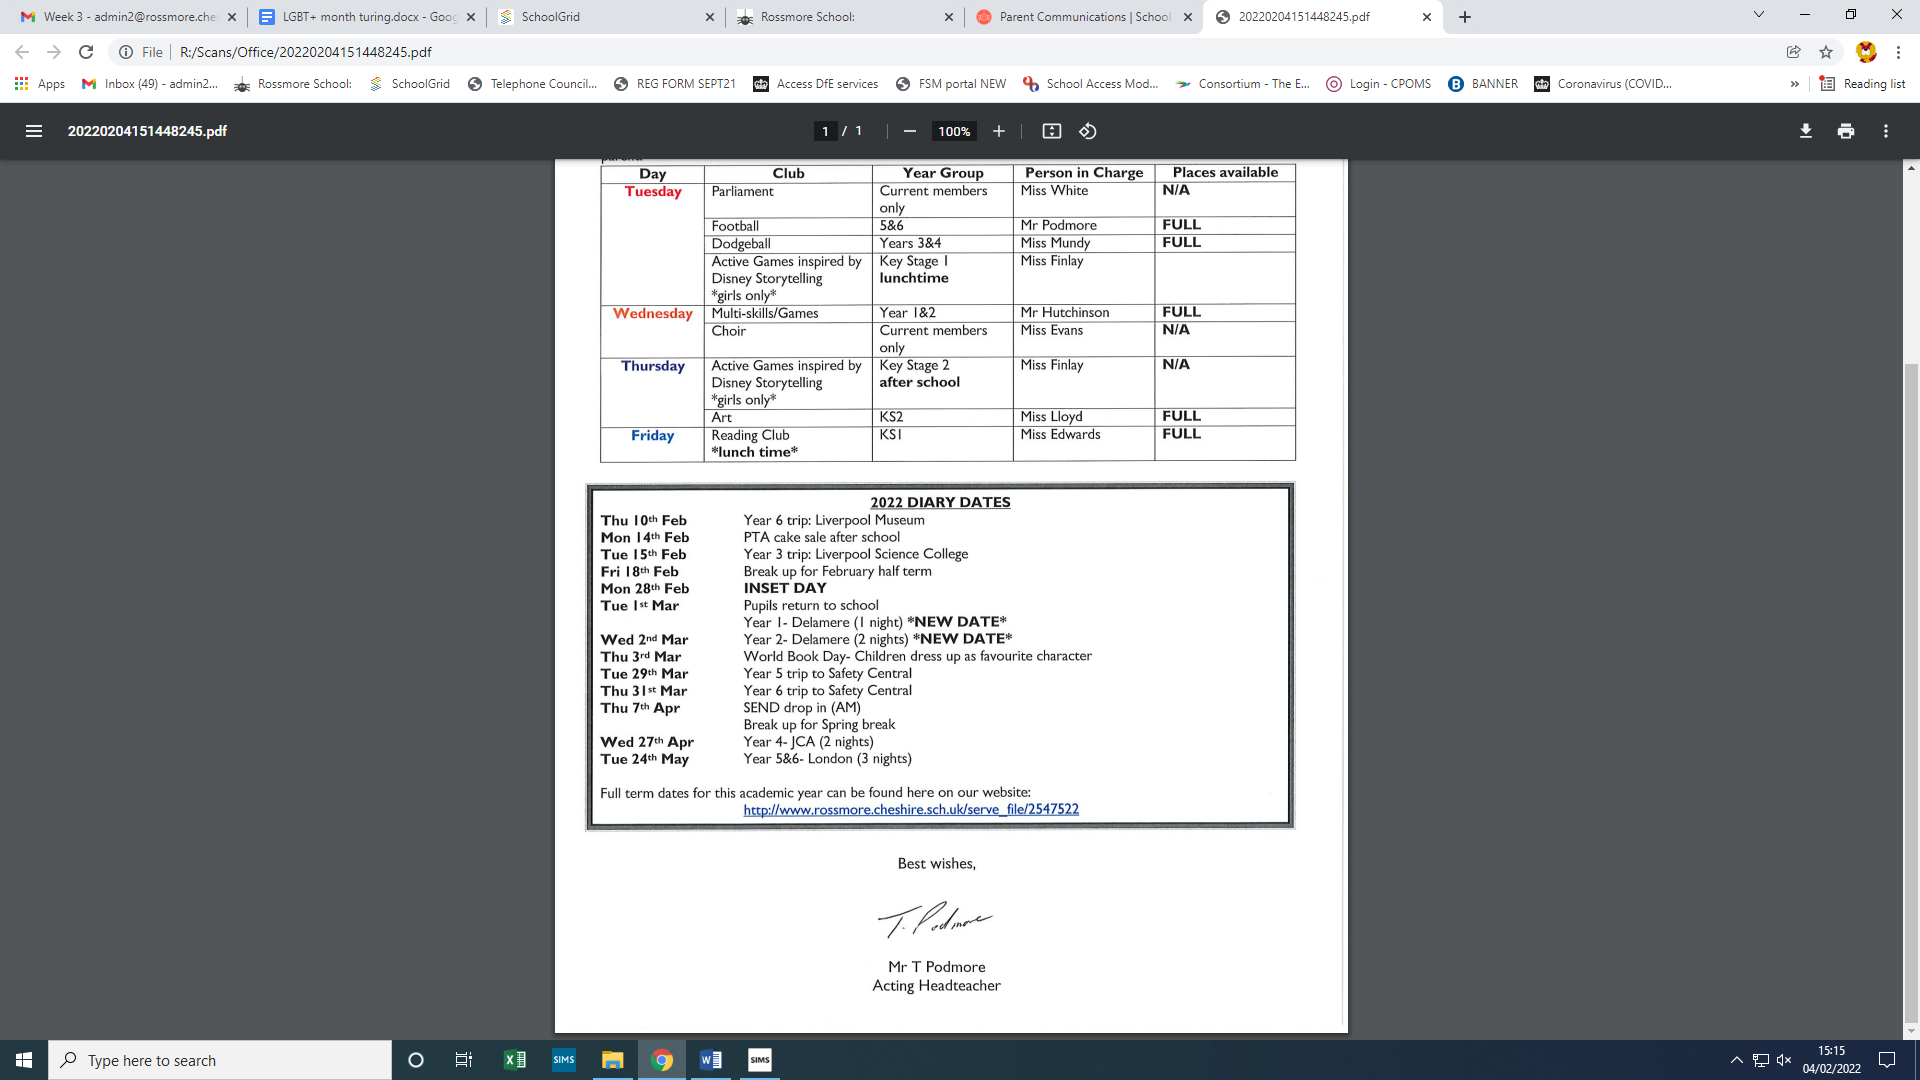 Week 3 - admin2@rossmore.che
LGBT+ month turing.docx - Goog
SchoolGrid
Rossmore School:
Parent Communications | School
20220204151448245.pdf
File R:/Scans/Office/20220204151448245.pdf
Apps
Inbox (49) - admin2...
Rossmore School:
SchoolGrid
Telephone Council...
REG FORM SEPT21
Access DfE services
FSM portal NEW
School Access Mod...
Consortium - The E...
Login - CPOMS
BANNER
Coronavirus (COVID...
»
Reading list
20220204151448245.pdf
1 / 1
100%
Day Club Year Group Person in Charge Places available
Tuesday Parliament Current members Miss White N/A
only
Football 5&6 Mr Podmore FULL
Dodgeball Years 3&4 Miss Mundy FULL
Active Games inspired by Key Stage 1 Miss Finlay
Disney Storytelling lunchtime
*girls only*
Wednesday Multi-skills/Games Year 1&2 Mr Hutchinson FULL
Choir Current members Miss Evans N/A
only
Thursday Active Games inspired by Key Stage 2 Miss Finlay N/A
Disney Storytelling after school
*girls only*
Art KS2 Miss Lloyd FULL
Friday Reading Club KS1 Miss Edwards FULL
*lunch time*
2022 DIARY DATES
Thu 10th Feb Year 6 trip: Liverpool Museum
Mon 14th Feb PTA cake sale after school
Tue 15th Feb Year 3 trip: Liverpool Science College
Fri 18th Feb Break up for February half term
Mon 28th Feb INSET DAY
Tue 1st Mar Pupils return to school
Year 1- Delamere (1 night) *NEW DATE*
Wed 2nd Mar Year 2- Delamere (2 nights) *NEW DATE*
Thu 3rd Mar World Book Day- Children dress up as favourite character
Tue 29th Mar Year 5 trip to Safety Central
Thu 31st Mar Year 6 trip to Safety Central
Thu 7th Apr SEND drop in (AM)
Break up for Spring break
Wed 27th Apr Year 4- JCA (2 nights)
Tue 24th May Year 5&6- London (3 nights)
Full term dates for this academic year can be found here on our website:
http://www.rossmore.cheshire.sch.uk/serve_file/2547522
Best wishes,
T. Podmore
Mr T Podmore
Acting Headteacher
Type here to search
SIMS
SIMS
15:15
04/02/2022